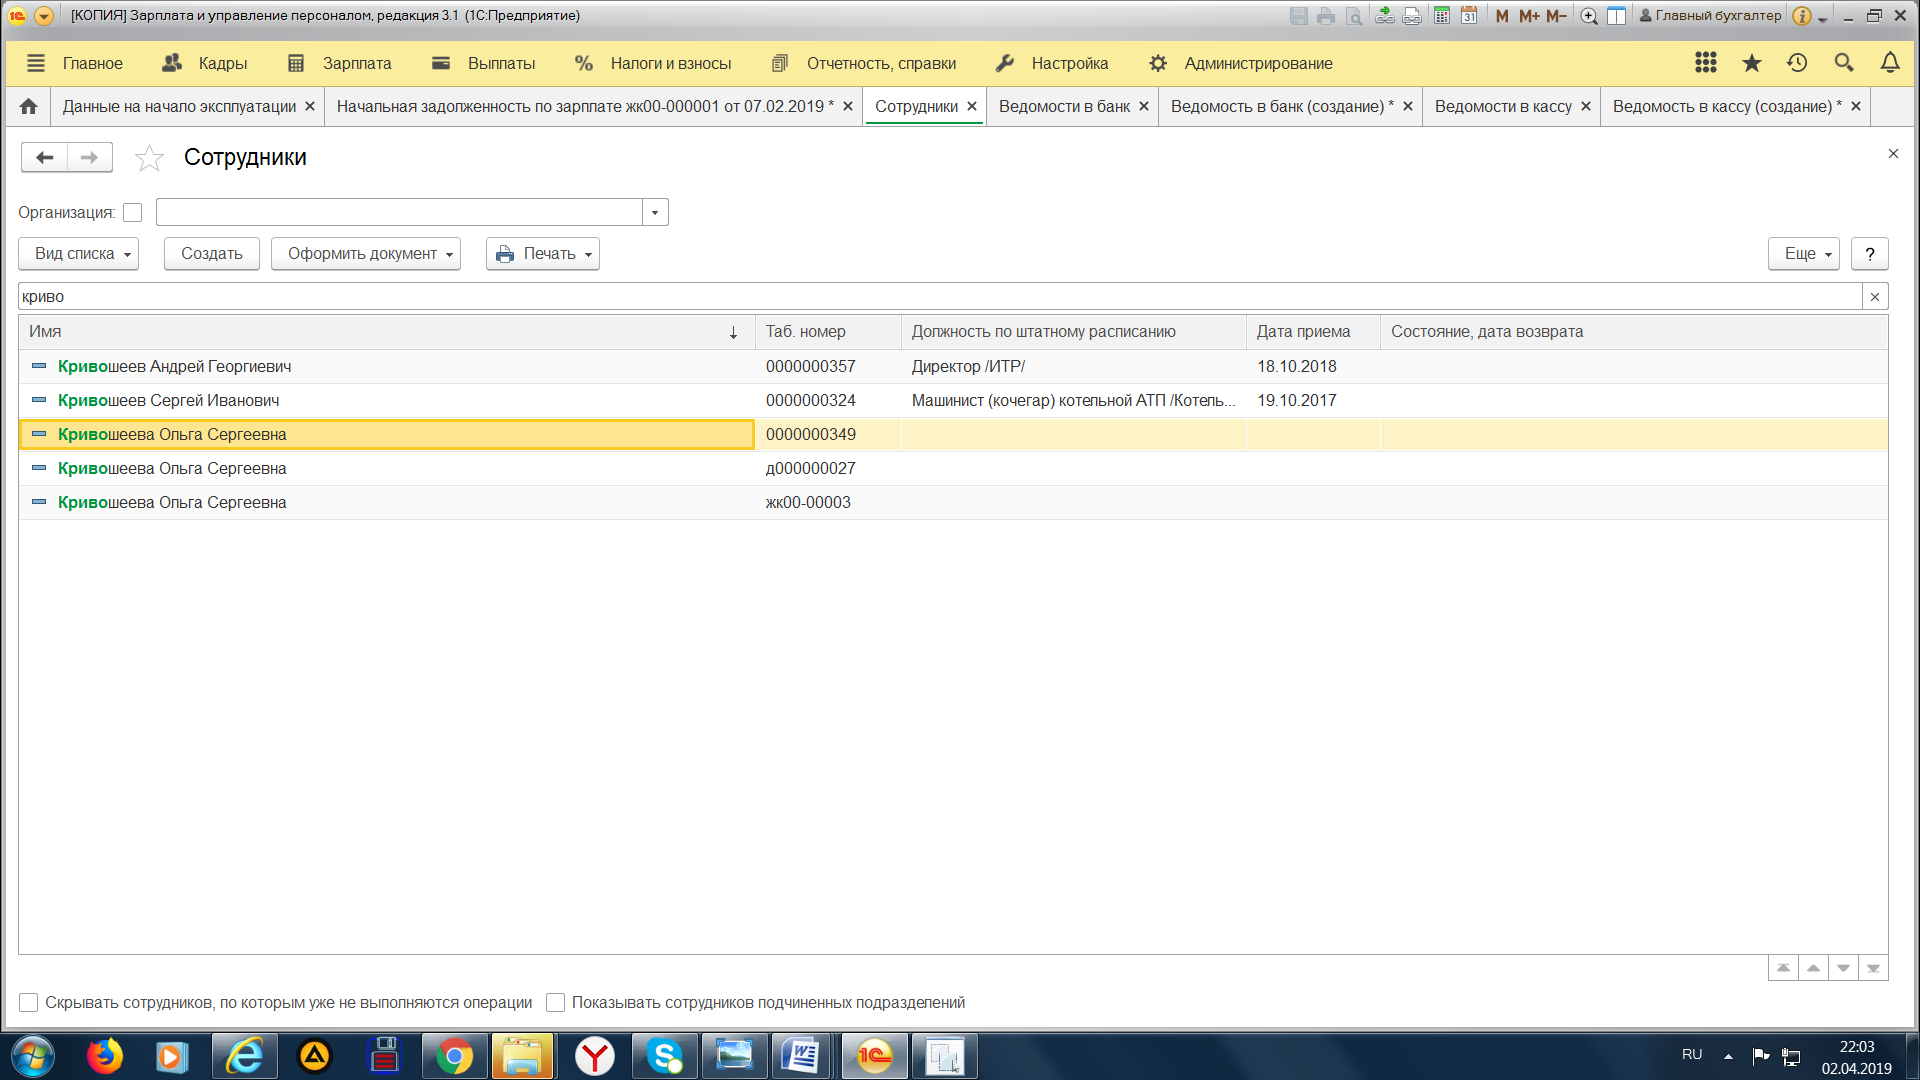 [КОПИЯ] Зарплата и управление персоналом, редакция 3.1 (1С:Предприятие)
M M+ M- Главный бухгалтер
Главное Кадры Зарплата Выплаты Налоги и взносы Отчетность, справки Настройка Администрирование
Данные на начало эксплуатации Начальная задолженность по зарплате жк00-000001 от 07.02.2019 * Сотрудники Ведомости в банк Ведомость в банк (создание) * Ведомости в кассу Ведомость в кассу (создание) *
Сотрудники
Организация:
Вид списка Создать Оформить документ Печать Еще ?
криво
Имя Таб. номер Должность по штатному расписанию Дата приема Состояние, дата возврата
Кривошеев Андрей Георгиевич 0000000357 Директор /ИТР/ 18.10.2018
Кривошеев Сергей Иванович 0000000324 Машинист (кочегар) котельной АТП /Котель... 19.10.2017
Кривошеева Ольга Сергеевна 0000000349
Кривошеева Ольга Сергеевна д000000027
Кривошеева Ольга Сергеевна жк00-00003
Скрывать сотрудников, по которым уже не выполняются операции Показывать сотрудников подчиненных подразделений
RU 22:03
02.04.2019